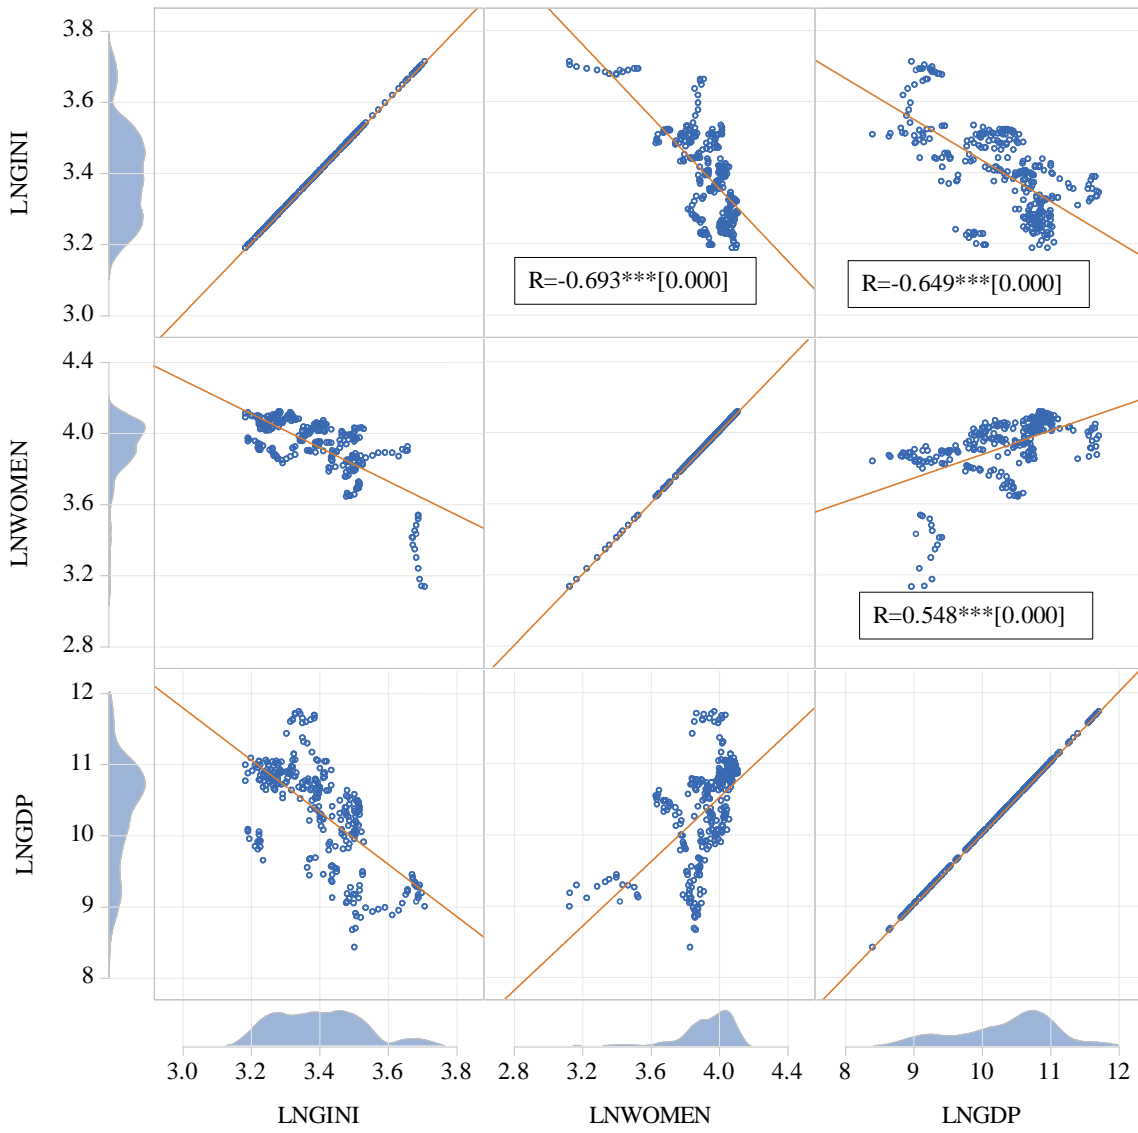 3.8
3.6
3.4
3.2
3.0
LNGINI
R=-0.693***[0.000]
R=-0.649***[0.000]
4.4
4.0
3.6
3.2
2.8
LNWOMEN
R=0.548***[0.000]
12
11
10
9
8
LNGDP
3.0 3.2 3.4 3.6 3.8 2.8 3.2 3.6 4.0 4.4 8 9 10 11 12
LNGINI LNWOMEN LNGDP